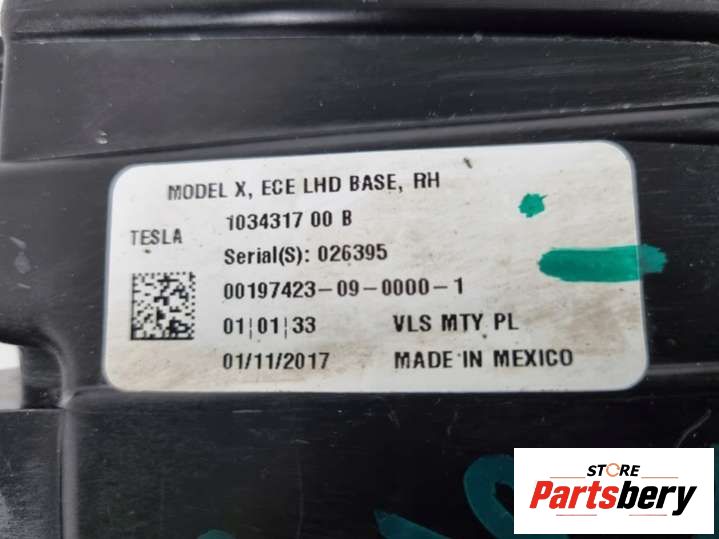 MODEL X, ECE LHD BASE, RH
TESLA
1034317 00 B
Serial(S): 026395
00197423-09-0000-1
01|01|33 VLS MTY PL
01/11/2017 MADE IN MEXICO
STORE
Partsbery